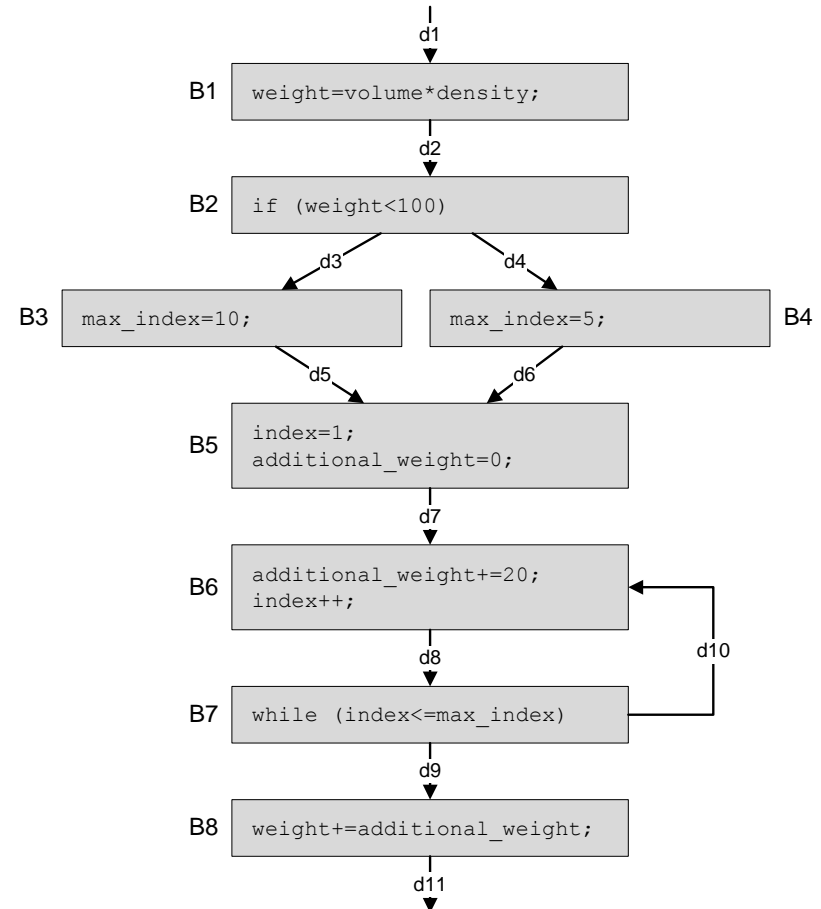 d1
B1
weight=volume*density;
d2
B2
if (weight<100)
d3
d4
B3
max_index=10;
max_index=5;
B4
d5
d6
B5
index=1;
additional_weight=0;
d7
B6
additional_weight+=20;
index++;
d8
d10
B7
while (index<=max_index)
d9
B8
weight+=additional_weight;
d11